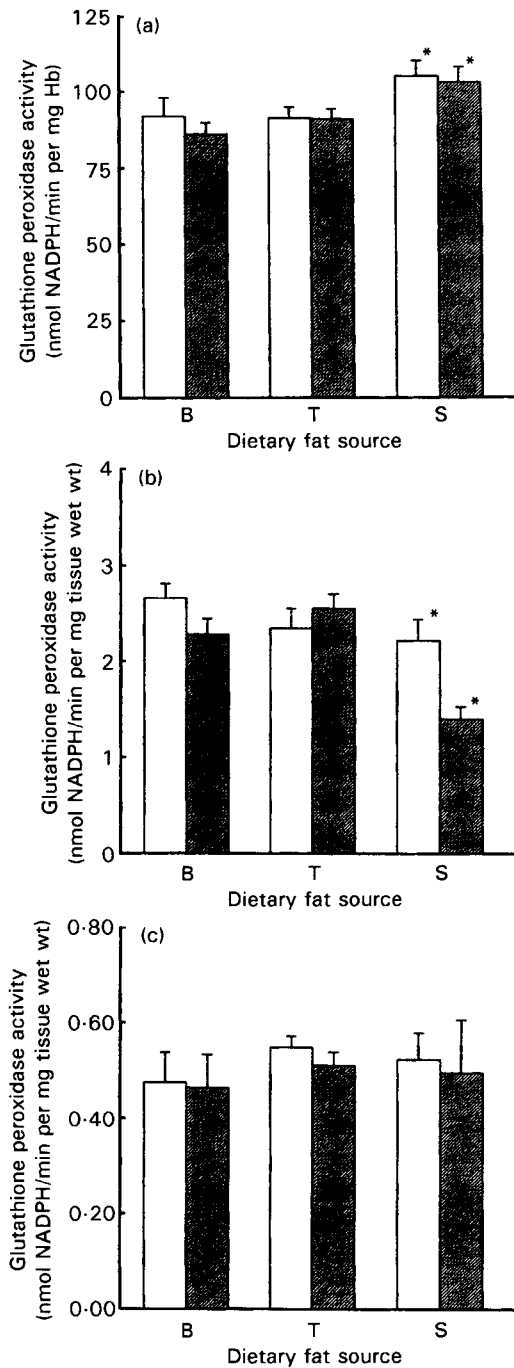 (a)
Glutathione peroxidase activity
(nmol NADPH/min per mg Hb)
125
100
75
50
25
0
* *
B T S
Dietary fat source
(b)
Glutathione peroxidase activity
(nmol NADPH/min per mg tissue wet wt)
4
3
2
1
0
*
*
B T S
Dietary fat source
(c)
Glutathione peroxidase activity
(nmol NADPH/min per mg tissue wet wt)
0·80
0·60
0·40
0·20
0·00
B T S
Dietary fat source